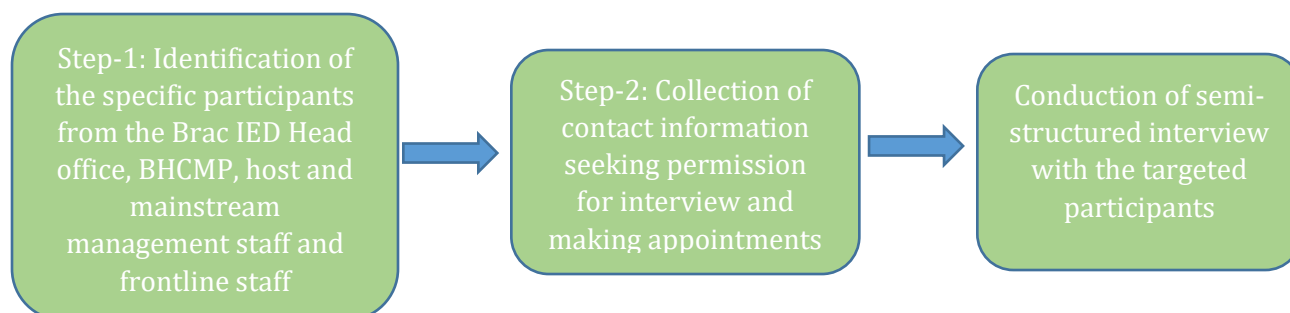 Step-1: Identification of
the specific participants
from the Brac IED Head
office, BHCMP, host and
mainstream
management staff and
frontline staff
Step-2: Collection of
contact information
seeking permission
for interview and
making appointments
Conduction of semi-
structured interview
with the targeted
participants